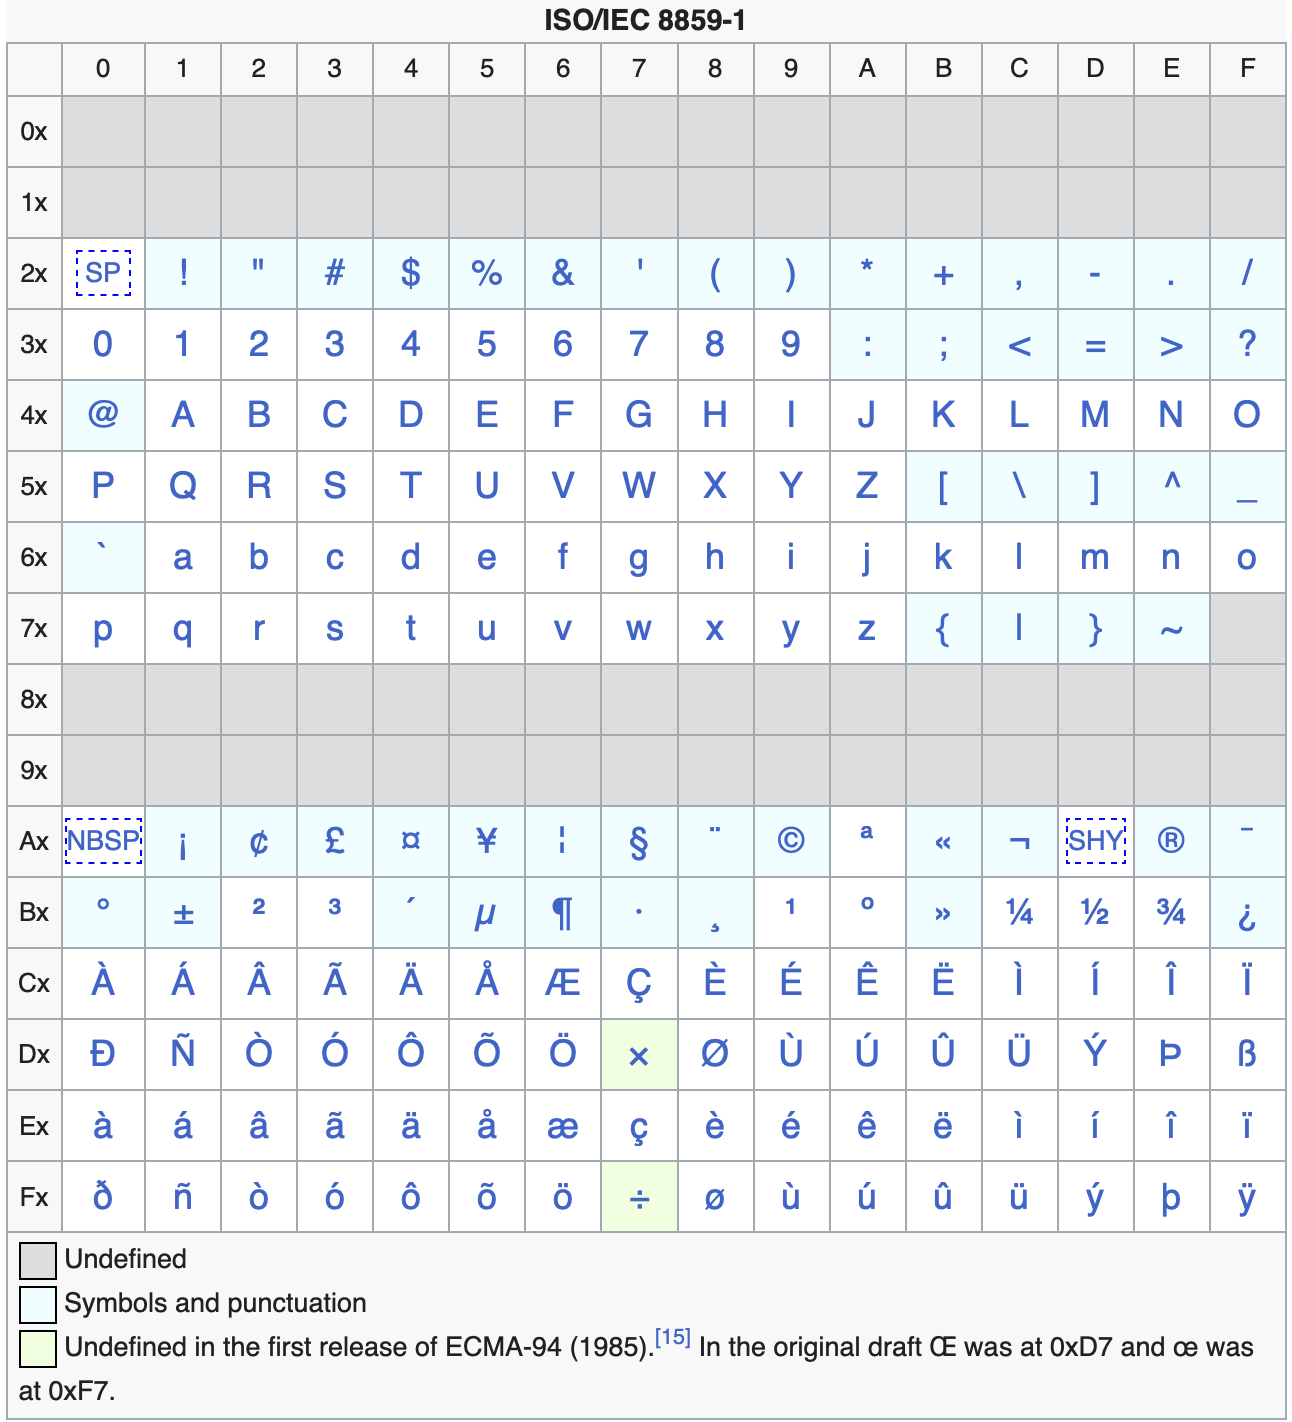 ISO/IEC 8859-1
0 1 2 3 4 5 6 7 8 9 A B C D E F
0x
1x
2x SP ! " # $ % & ' ( ) * + , - . /
3x 0 1 2 3 4 5 6 7 8 9 : ; < = > ?
4x @ A B C D E F G H I J K L M N O
5x P Q R S T U V W X Y Z [ \ ] ^ _
6x ` a b c d e f g h i j k l m n o
7x p q r s t u v w x y z { | } ~
8x
9x
Ax NBSP ¡ ¢ £ ¤ ¥ ¦ § ¨ © ª « ¬ SHY ® ¯
Bx ° ± ² ³ ´ µ ¶ · ¸ ¹ º » ¼ ½ ¾ ¿
Cx À Á Â Ã Ä Å Æ Ç È É Ê Ë Ì Í Î Ï
Dx Ð Ñ Ò Ó Ô Õ Ö × Ø Ù Ú Û Ü Ý Þ ß
Ex à á â ã ä å æ ç è é ê ë ì í î ï
Fx ð ñ ò ó ô õ ö ÷ ø ù ú û ü ý þ ÿ
Undefined
Symbols and punctuation
Undefined in the first release of ECMA-94 (1985).[15] In the original draft Œ was at 0xD7 and œ was
at 0xF7.